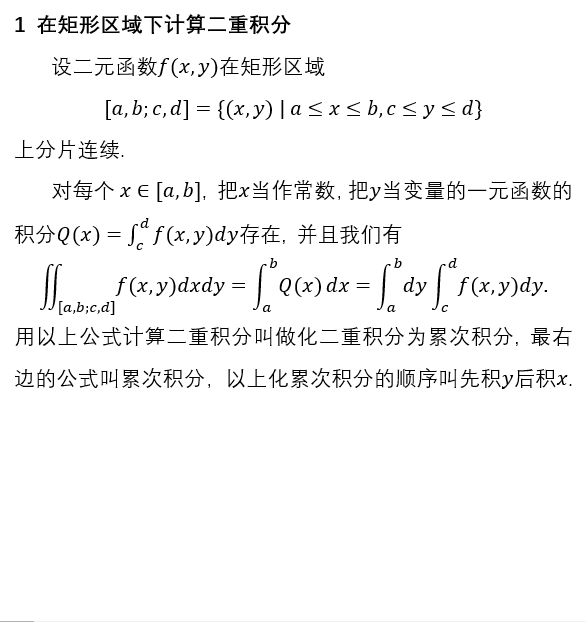 1 在矩形区域下计算二重积分
设二元函数f(x,y)在矩形区域
[a,b;c,d] = {(x,y) | a ≤ x ≤ b, c ≤ y ≤ d}
上分片连续.
对每个 x ∈ [a,b], 把x当作常数, 把y当变量的一元函数的
积分Q(x) = ∫_c^d f(x,y)dy存在, 并且我们有
∬_[a,b;c,d] f(x,y)dxdy = ∫_a^b Q(x) dx = ∫_a^b dy ∫_c^d f(x,y)dy.
用以上公式计算二重积分叫做化二重积分为累次积分, 最右
边的公式叫累次积分, 以上化累次积分的顺序叫先积y后积x.